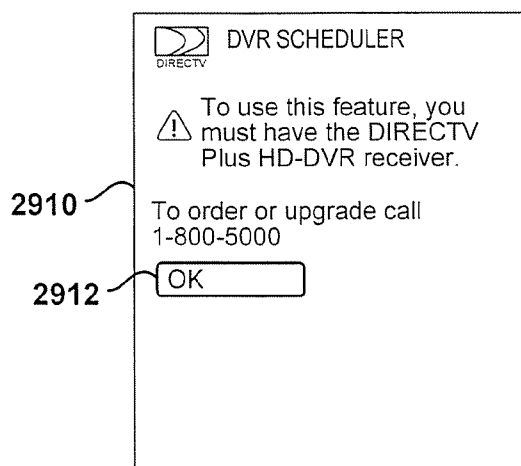 DIRECTV
DVR SCHEDULER
To use this feature, you
must have the DIRECTV
Plus HD-DVR receiver.
2910
To order or upgrade call
1-800-5000
2912
OK